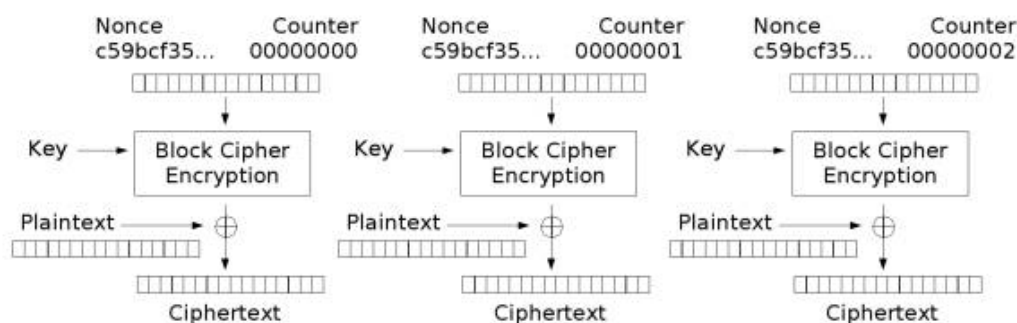 Nonce Counter Nonce Counter Nonce Counter
c59bcf35... 00000000 c59bcf35... 00000001 c59bcf35... 00000002
Key Block Cipher Encryption Key Block Cipher Encryption Key Block Cipher Encryption
Plaintext Plaintext Plaintext
Ciphertext Ciphertext Ciphertext